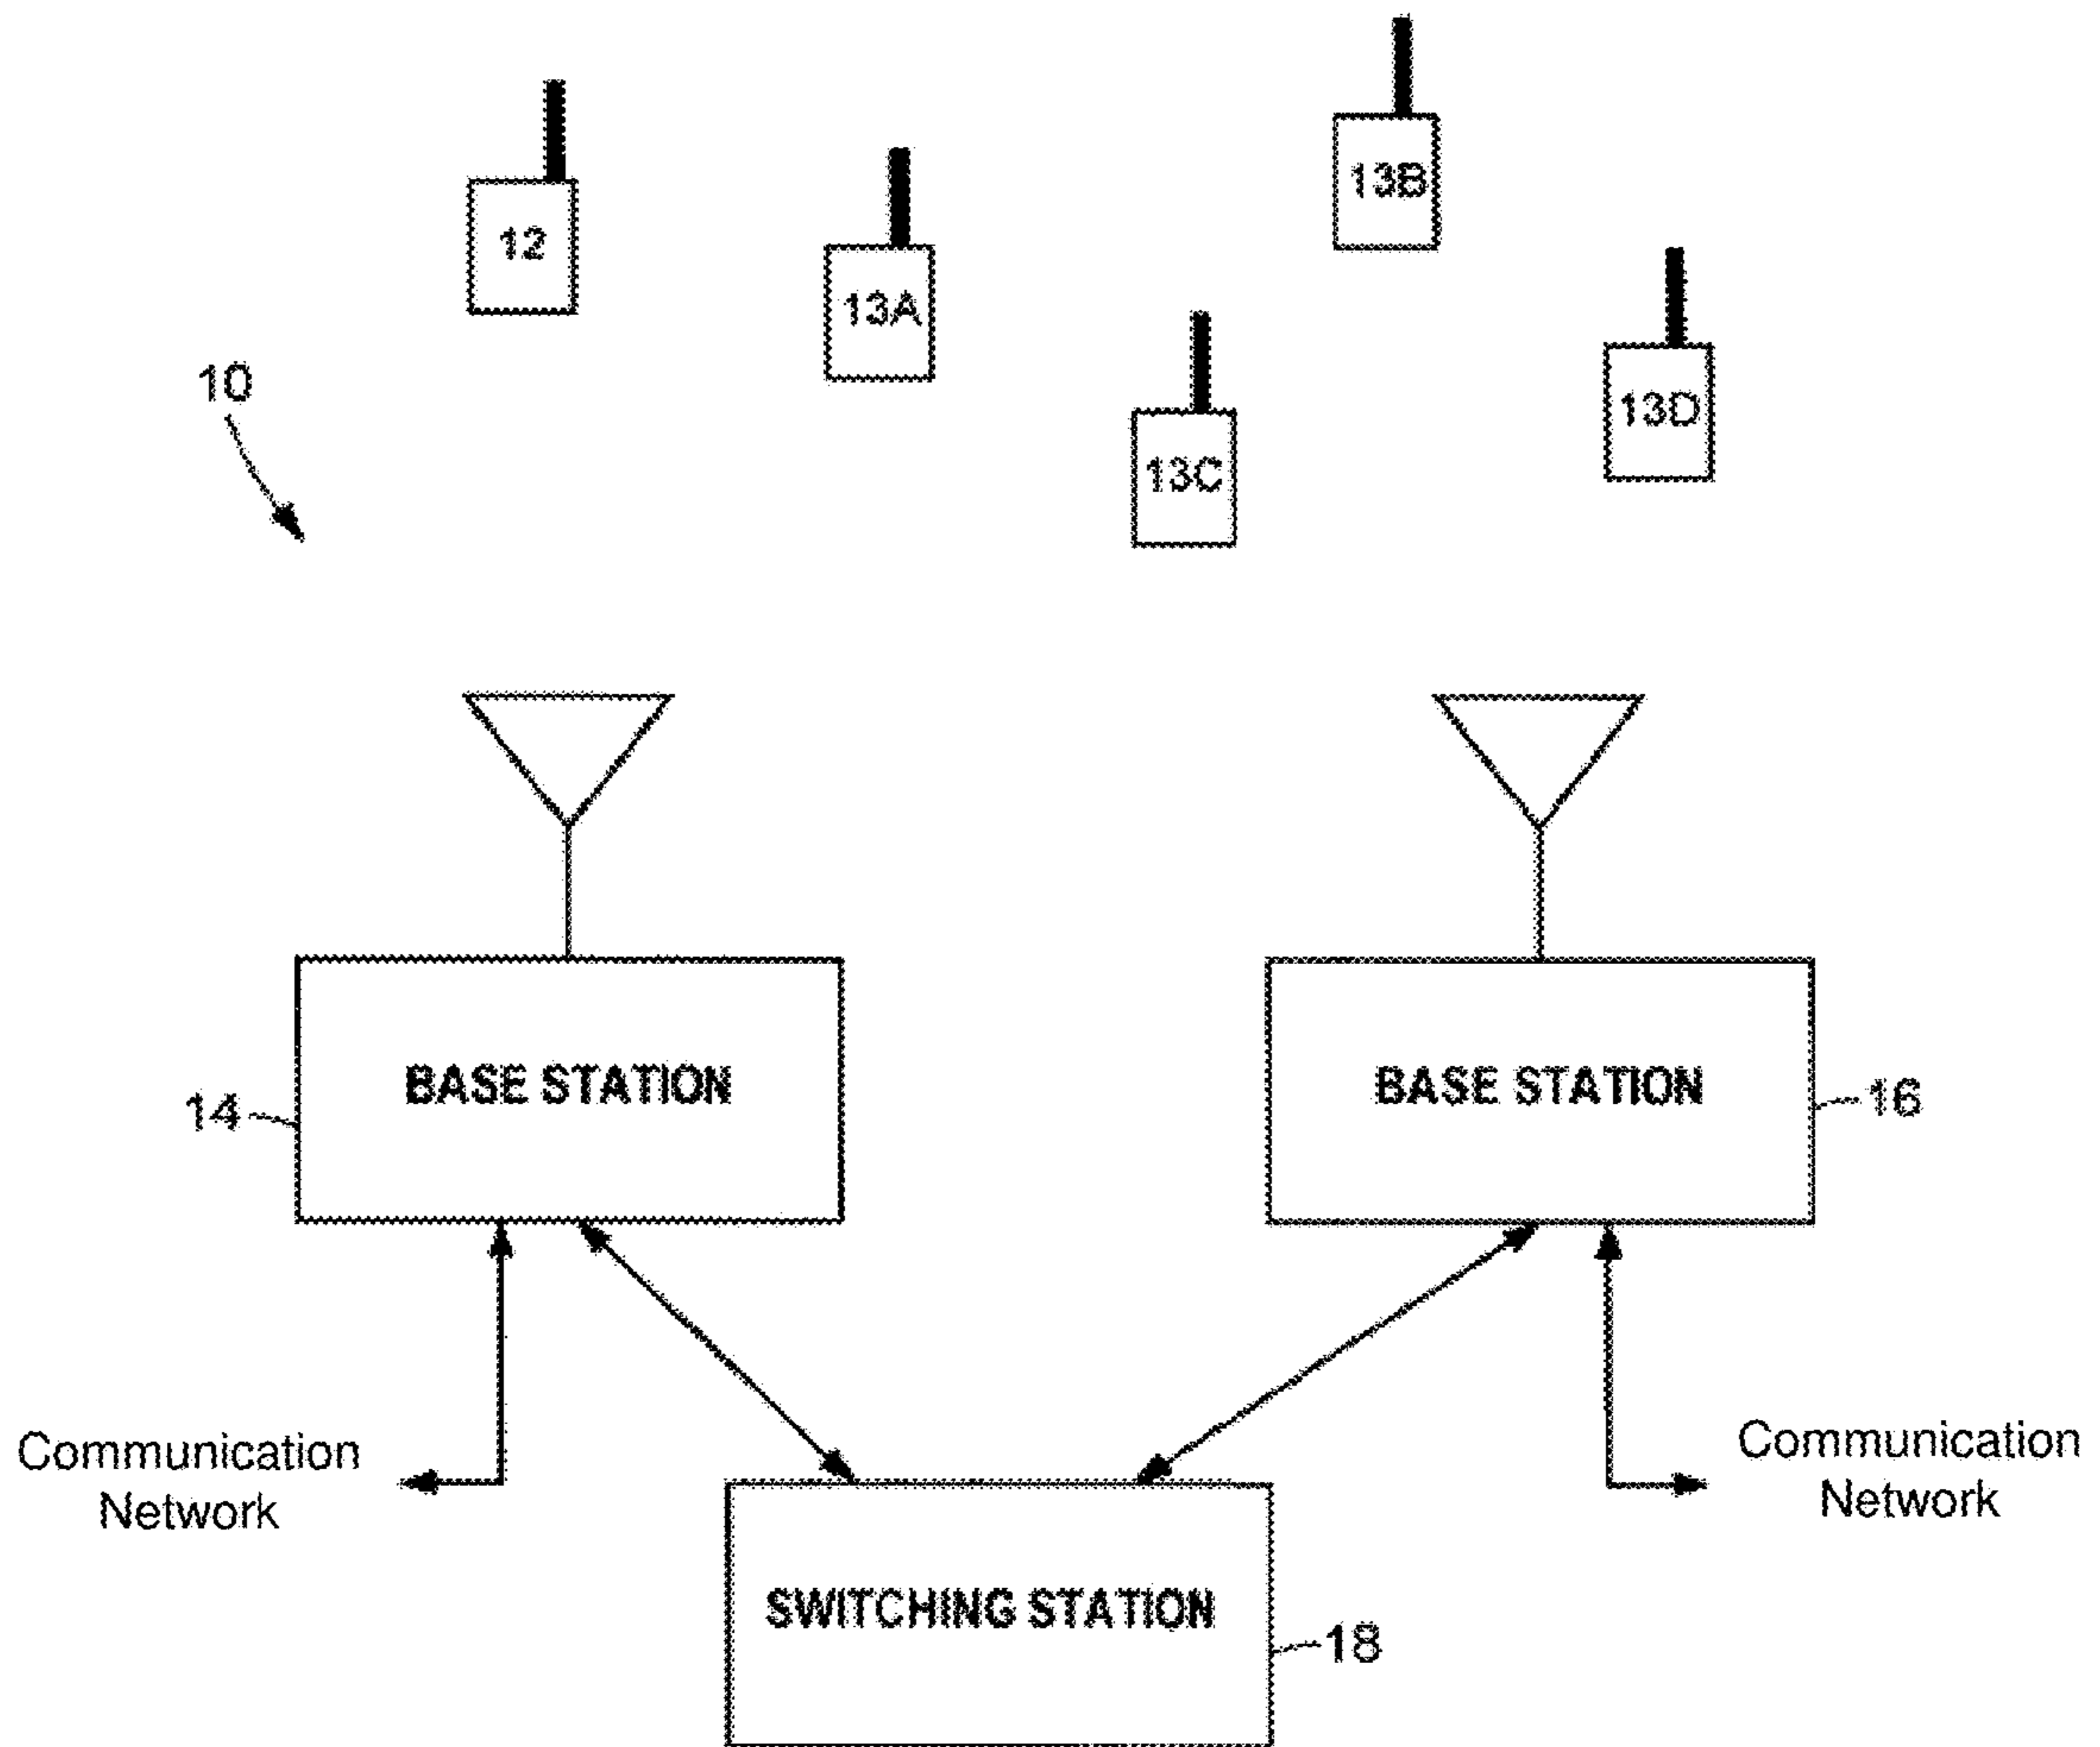 13B
12
13A
10
13D
13C
BASE STATION
BASE STATION
14
16
Communication
Network
Communication
Network
SWITCHING STATION
18